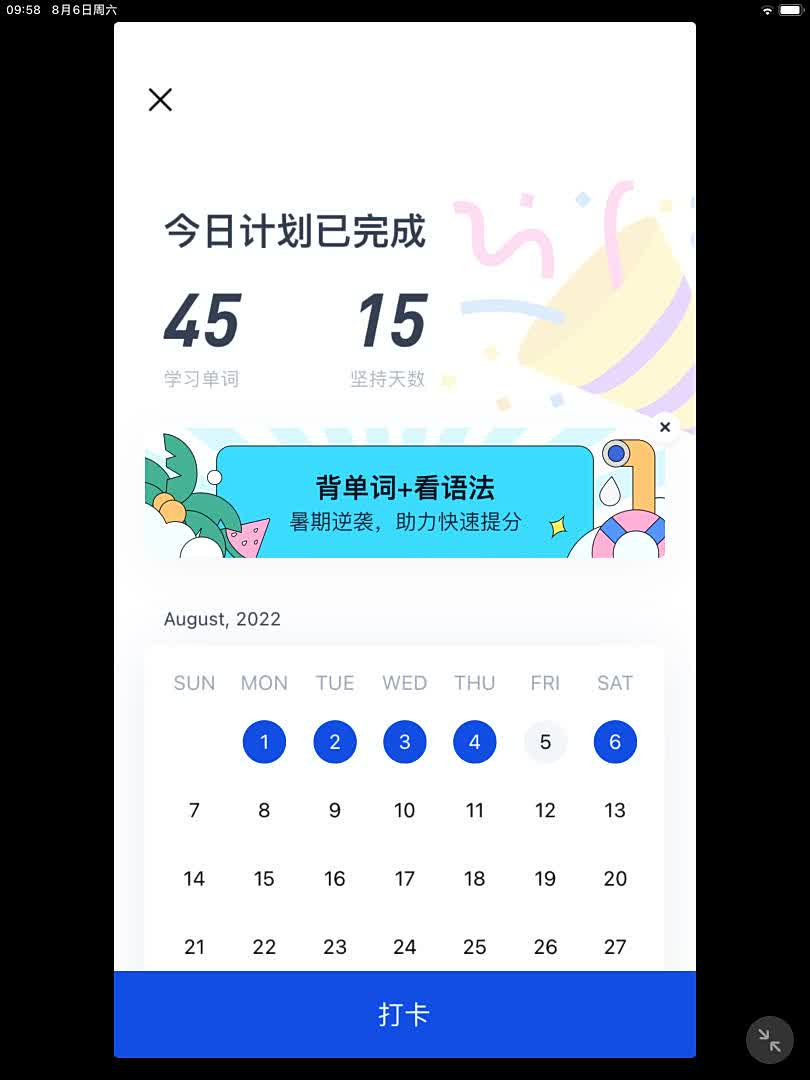 09:58 8月6日周六
今日计划已完成
45 15
学习单词 坚持天数
背单词+看语法
暑期逆袭，助力快速提分
August, 2022
SUN MON TUE WED THU FRI SAT
1 2 3 4 5 6
7 8 9 10 11 12 13
14 15 16 17 18 19 20
21 22 23 24 25 26 27
打卡